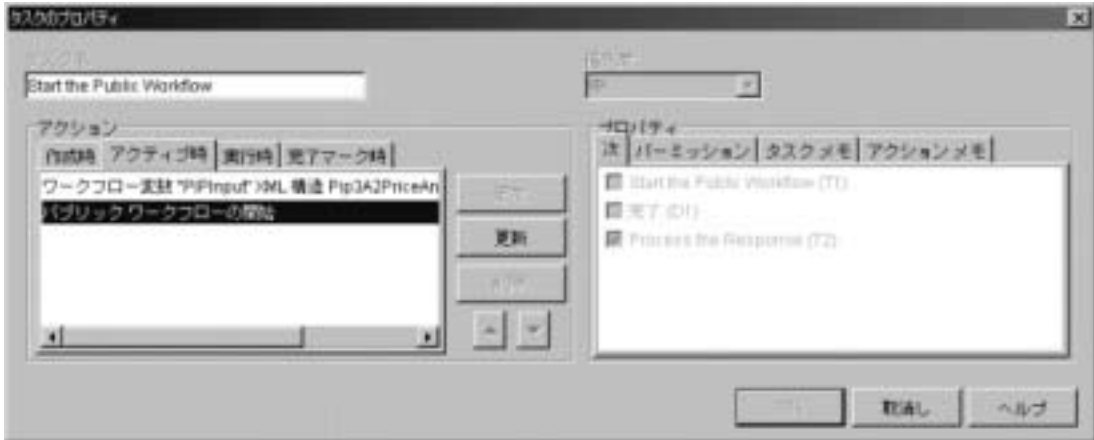 タスクのプロパティ
タスク名
Start the Public Workflow
中
アクション
作成時 アクティブ時 実行時 完了マーク時
ワークフロー変数 "PIPInput" XML 構造 Pip3A2PriceAn
パブリック ワークフローの開始
更新
プロパティ
次 パーミッション タスク メモ アクション メモ
Start the Public Workflow (T1)
完了 (D1)
Process the Response (T2)
取消し ヘルプ